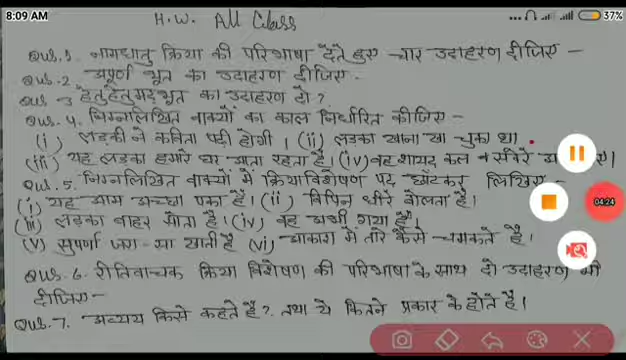 8:09 AM 37%
H.W. All Class
Qus.1 नामधातु क्रिया की परिभाषा देते हुए चार उदाहरण दीजिए -
Qus.2 अपूर्ण भूत का उदाहरण दीजिए.
Qus 3 हेतुहेतुमद् भूत का उदाहरण दो?
Qus.4. निम्नलिखित वाक्यों का काल निर्धारित कीजिए -
(i) लड़की ने कविता पढ़ी होगी। (ii) लड़का खाना खा चुका था.
(iii) यह लड़का हमारे घर आता रहता है। (iv) वह शायद कल सवेरे
Qus.5. निम्नलिखित वाक्यों में क्रियाविशेषण पद छाँटकर लिखिए -
(i) यह आम अच्छा पका है। (ii) विपिन धीरे बोलता है।
(iii) लड़का बाहर सोता है। (iv) वह अभी गया है।
(v) सुपर्णा जरा-सा खाती है (vi) आकाश में तारे कैसे चमकते है।
Qus.6. रीतिवाचक क्रिया विशेषण की परिभाषा के साथ दो उदाहरण भी
दीजिए -
Qus.7. अव्यय किसे कहते है? तथा ये कितने प्रकार के होते है।
04:24